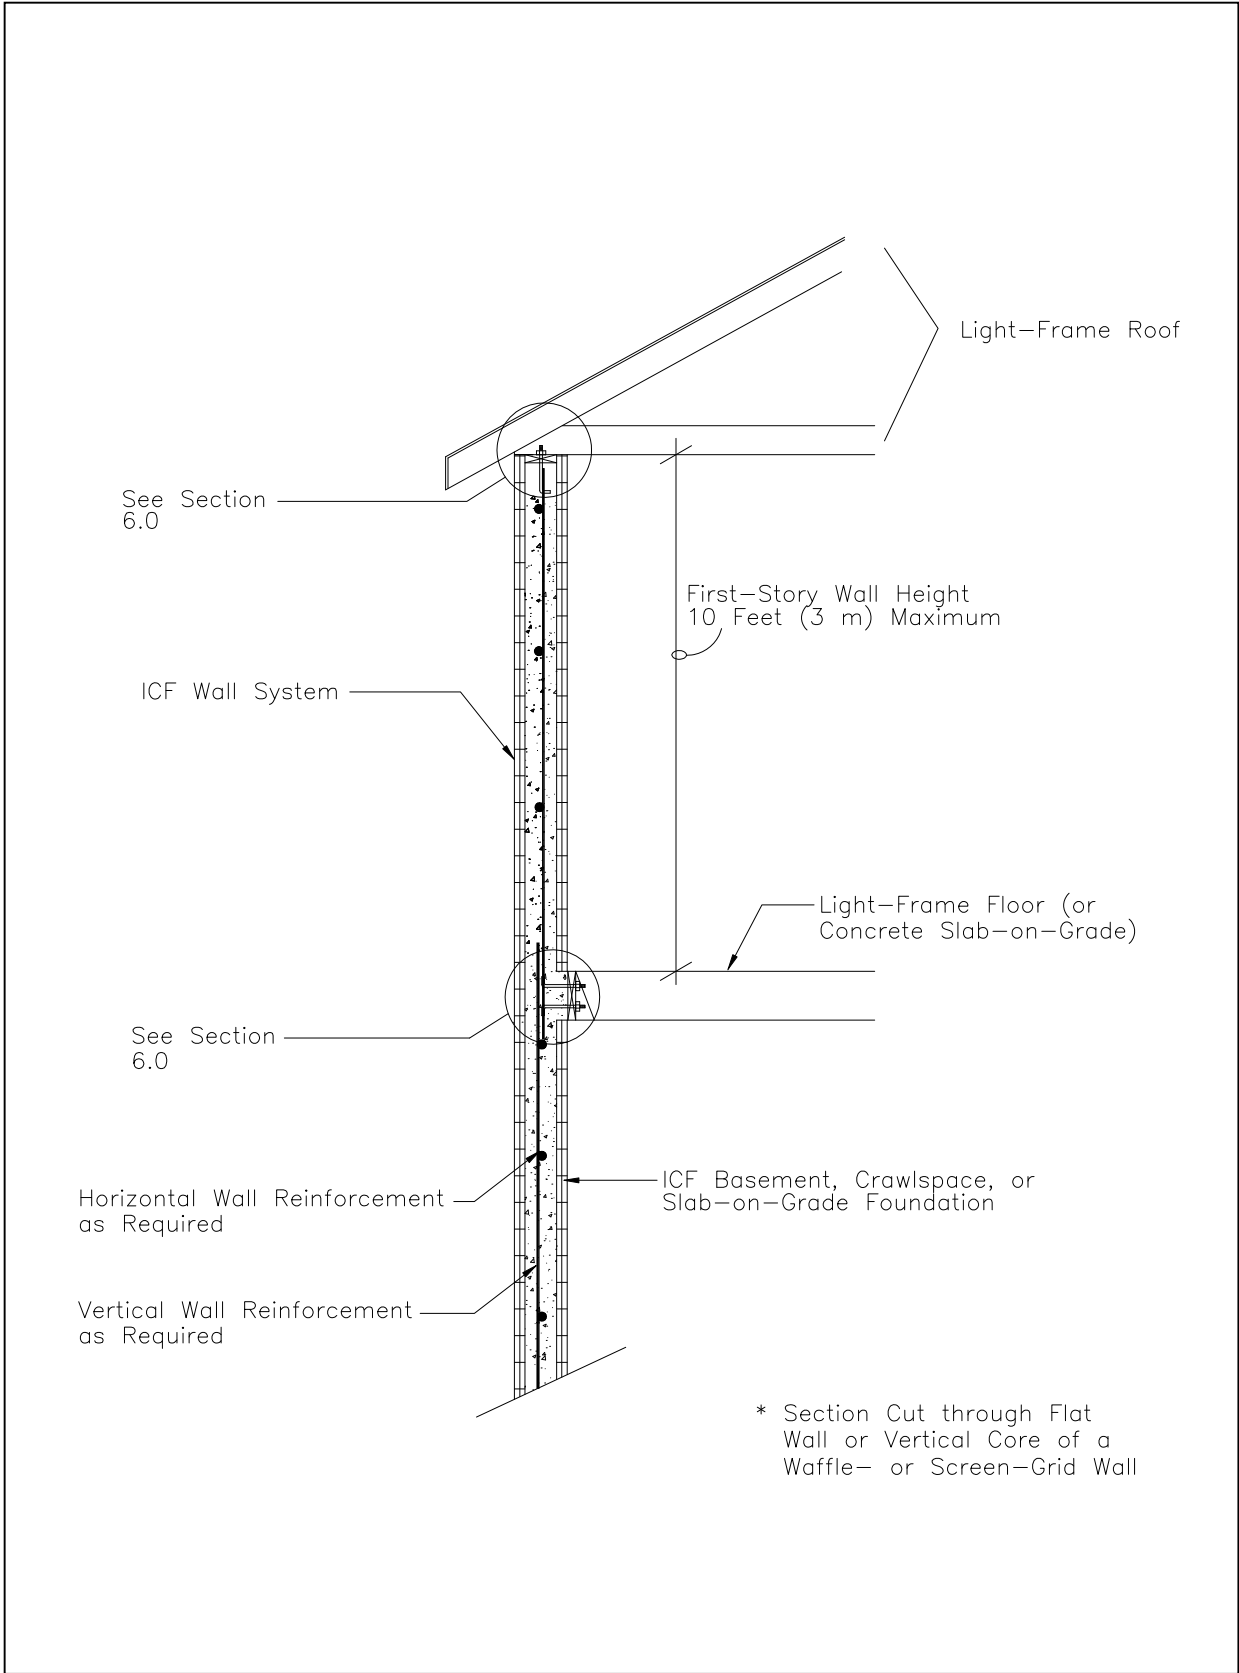 Light-Frame Roof
See Section
6.0
First-Story Wall Height
10 Feet (3 m) Maximum
ICF Wall System
Light-Frame Floor (or
Concrete Slab-on-Grade)
See Section
6.0
ICF Basement, Crawlspace, or
Slab-on-Grade Foundation
Horizontal Wall Reinforcement
as Required
Vertical Wall Reinforcement
as Required
* Section Cut through Flat
Wall or Vertical Core of a
Waffle- or Screen-Grid Wall